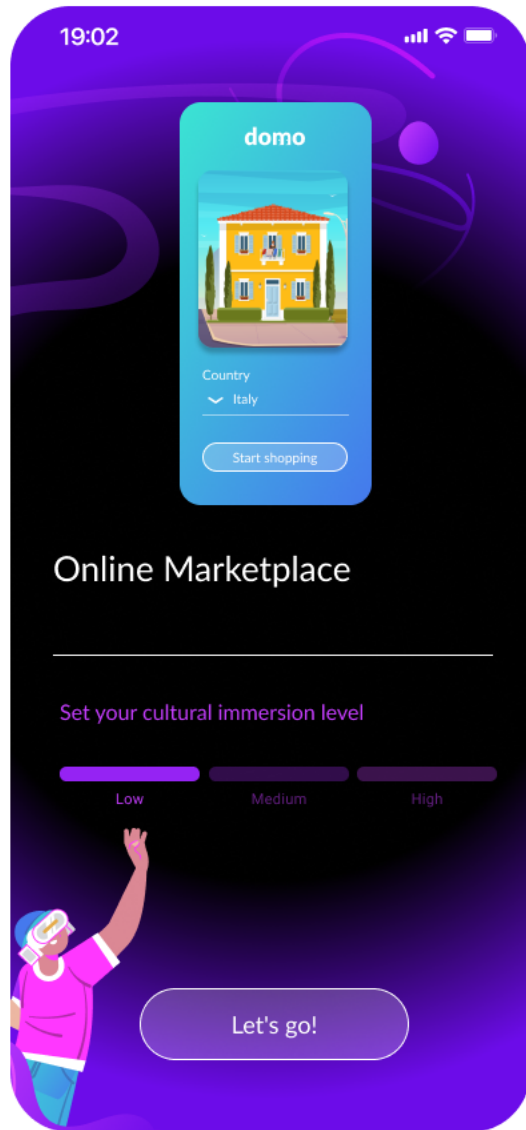 19:02
domo
Country
Italy
Start shopping
Online Marketplace
Set your cultural immersion level
Low
Medium
High
Let's go!